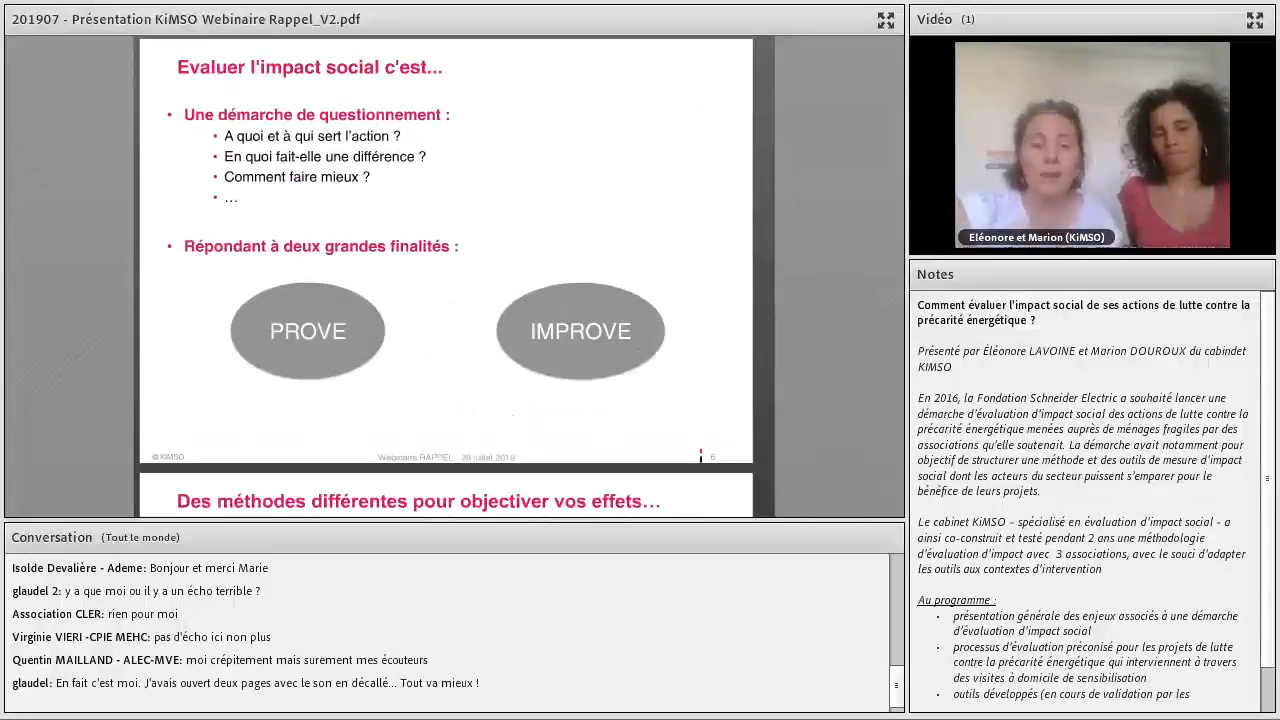 201907 - Présentation KiMSO Webinaire Rappel_V2.pdf
Evaluer l'impact social c'est...
• Une démarche de questionnement :
• A quoi et à qui sert l'action ?
• En quoi fait-elle une différence ?
• Comment faire mieux ?
• …
• Répondant à deux grandes finalités :
PROVE
IMPROVE
© KIMSO
Webinaire RAPPEL - 29 juillet 2019
6
Des méthodes différentes pour objectiver vos effets…
Conversation (Tout le monde)
Isolde Devalière - Ademe: Bonjour et merci Marie
glaudel 2: y a que moi ou il y a un écho terrible ?
Association CLER: rien pour moi
Virginie VIERI -CPIE MEHC: pas d'écho ici non plus
Quentin MAILLAND - ALEC-MVE: moi crépitement mais surement mes écouteurs
glaudel: En fait c'est moi. J'avais ouvert deux pages avec le son en décallé... Tout va mieux !
Vidéo (1)
Eléonore et Marion (KiMSO)
Notes
Comment évaluer l'impact social de ses actions de lutte contre la
précarité énergétique ?
Présenté par Éléonore LAVOINE et Marion DOUROUX du cabindet
KIMSO
En 2016, la Fondation Schneider Electric a souhaité lancer une
démarche d'évaluation d'impact social des actions de lutte contre la
précarité énergétique menées auprès de ménages fragiles par des
associations qu'elle soutenait. La démarche avait notamment pour
objectif de structurer une méthode et des outils de mesure d'impact
social dont les acteurs du secteur puissent s'emparer pour le
bénéfice de leurs projets.
Le cabinet KiMSO – spécialisé en évaluation d'impact social - a
ainsi co-construit et testé pendant 2 ans une méthodologie
d'évaluation d'impact avec 3 associations, avec le souci d'adapter
les outils aux contextes d'intervention
Au programme :
• présentation générale des enjeux associés à une démarche
d'évaluation d'impact social
• processus d'évaluation préconisé pour les projets de lutte
contre la précarité énergétique qui interviennent à travers
des visites à domicile de sensibilisation
• outils développés (en cours de validation par les